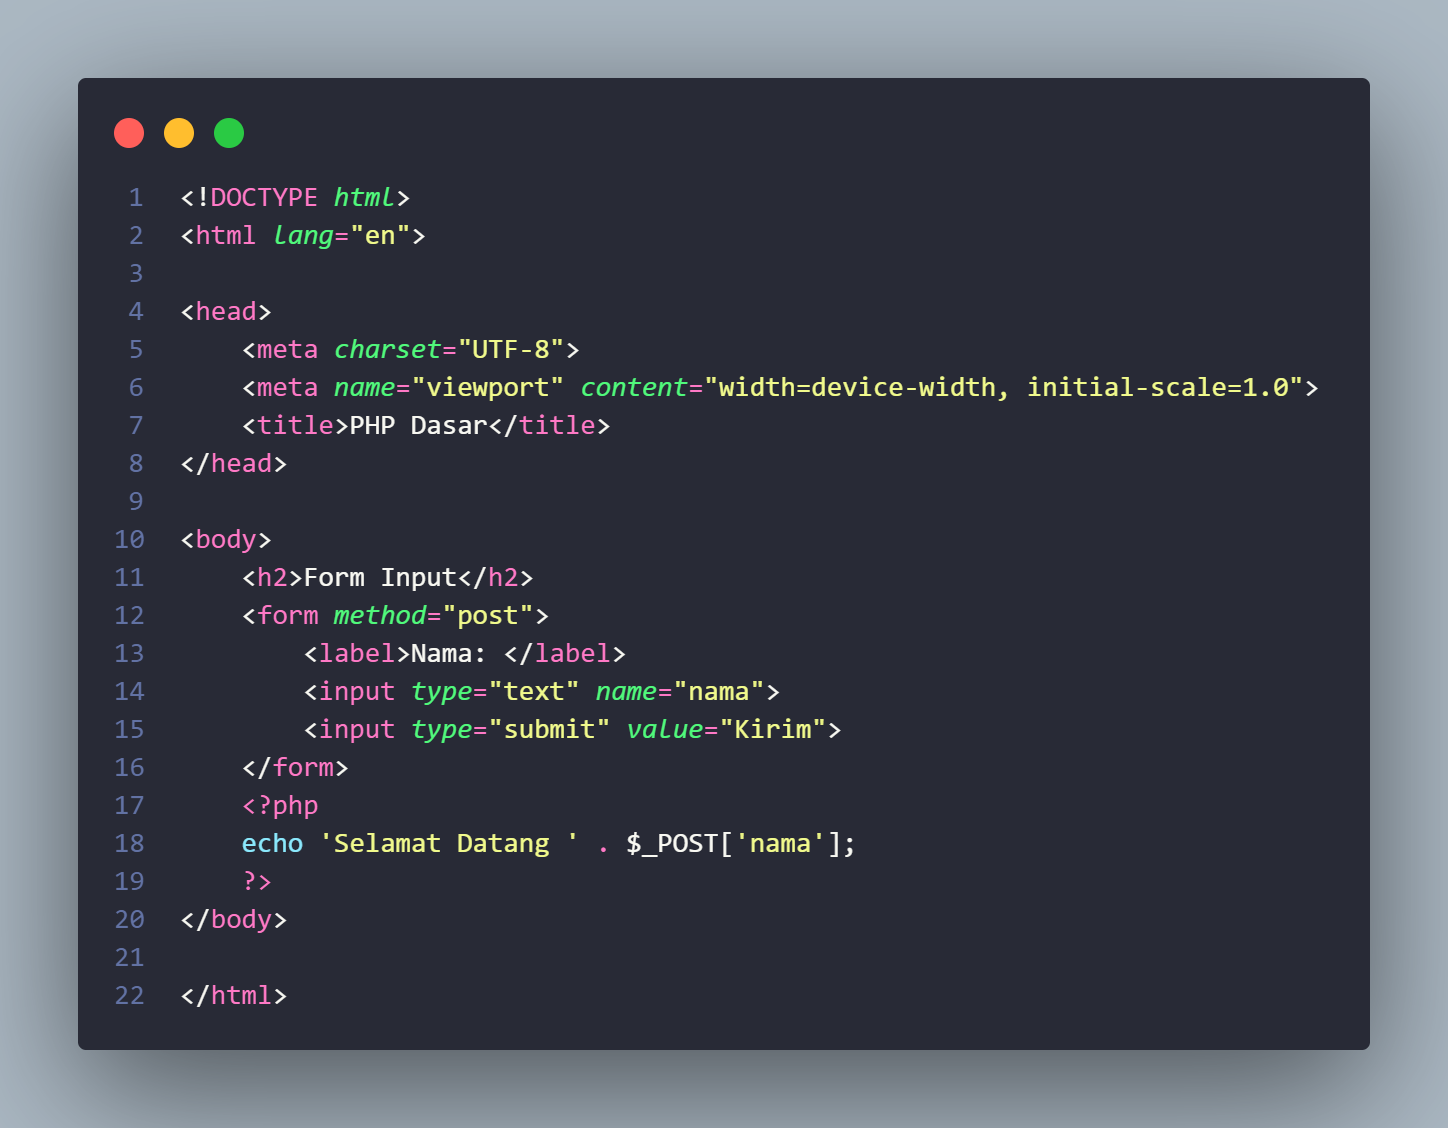 1 <!DOCTYPE html>
2 <html lang="en">
3
4 <head>
5     <meta charset="UTF-8">
6     <meta name="viewport" content="width=device-width, initial-scale=1.0">
7     <title>PHP Dasar</title>
8 </head>
9
10 <body>
11     <h2>Form Input</h2>
12     <form method="post">
13         <label>Nama: </label>
14         <input type="text" name="nama">
15         <input type="submit" value="Kirim">
16     </form>
17     <?php
18     echo 'Selamat Datang ' . $_POST['nama'];
19     ?>
20 </body>
21
22 </html>